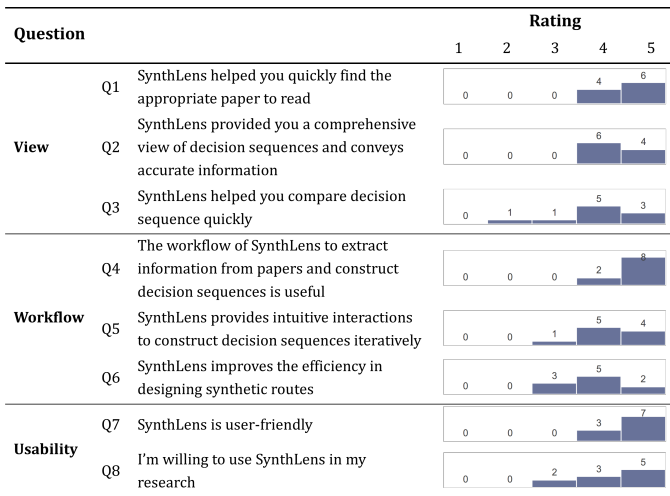 Question
Rating
1 2 3 4 5
View
Q1
SynthLens helped you quickly find the
appropriate paper to read
0 0 0 4 6
Q2
SynthLens provided you a comprehensive
view of decision sequences and conveys
accurate information
0 0 0 6 4
Q3
SynthLens helped you compare decision
sequence quickly
0 1 1 5 3
Workflow
Q4
The workflow of SynthLens to extract
information from papers and construct
decision sequences is useful
0 0 0 2 8
Q5
SynthLens provides intuitive interactions
to construct decision sequences iteratively
0 0 1 5 4
Q6
SynthLens improves the efficiency in
designing synthetic routes
0 0 3 5 2
Usability
Q7
SynthLens is user-friendly
0 0 0 3 7
Q8
I'm willing to use SynthLens in my
research
0 0 2 3 5